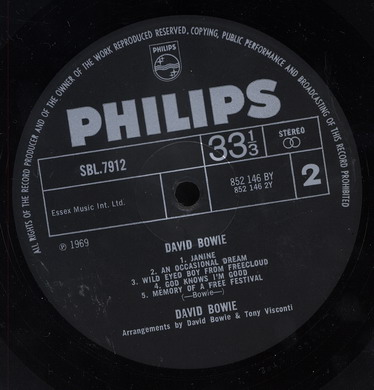 ALL RIGHTS OF THE RECORD PRODUCER AND OF THE OWNER OF THE WORK REPRODUCED RESERVED. COPYING, PUBLIC PERFORMANCE AND BROADCASTING OF THIS RECORD PROHIBITED
PHILIPS
PHILIPS
SBL.7912
33 1/3
STÉREO
852 146 BY
852 146 2Y
2
Essex Music Int. Ltd.
℗ 1969
DAVID BOWIE
1. JANINE
2. AN OCCASIONAL DREAM
3. WILD EYED BOY FROM FREECLOUD
4. GOD KNOWS I'M GOOD
5. MEMORY OF A FREE FESTIVAL
(—Bowie—)
DAVID BOWIE
Arrangements by David Bowie & Tony Visconti